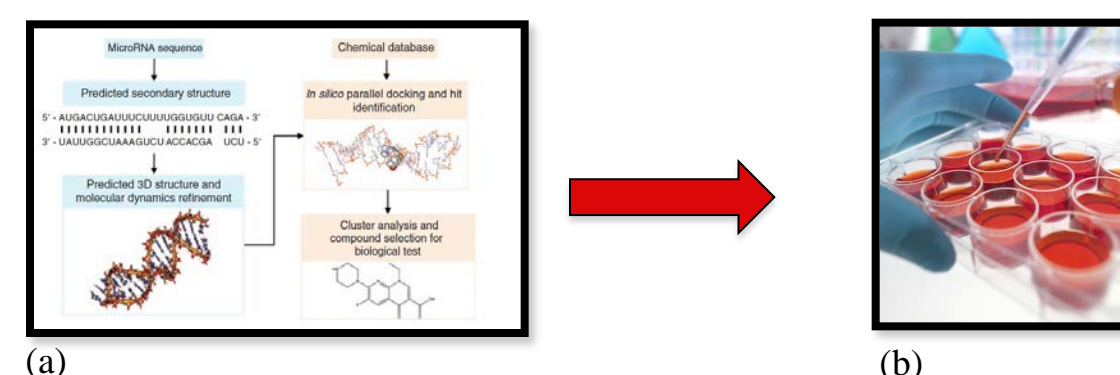 MicroRNA sequence
Predicted secondary structure
5' - AUGACUGAUUUCUUUUGGUGUU CAGA - 3'
3' - UAUUGGCUAAAGUCU ACCACGA UCU - 5'
Predicted 3D structure and
molecular dynamics refinement
Chemical database
In silico parallel docking and hit
identification
Cluster analysis and
compound selection for
biological test
(a)
(b)